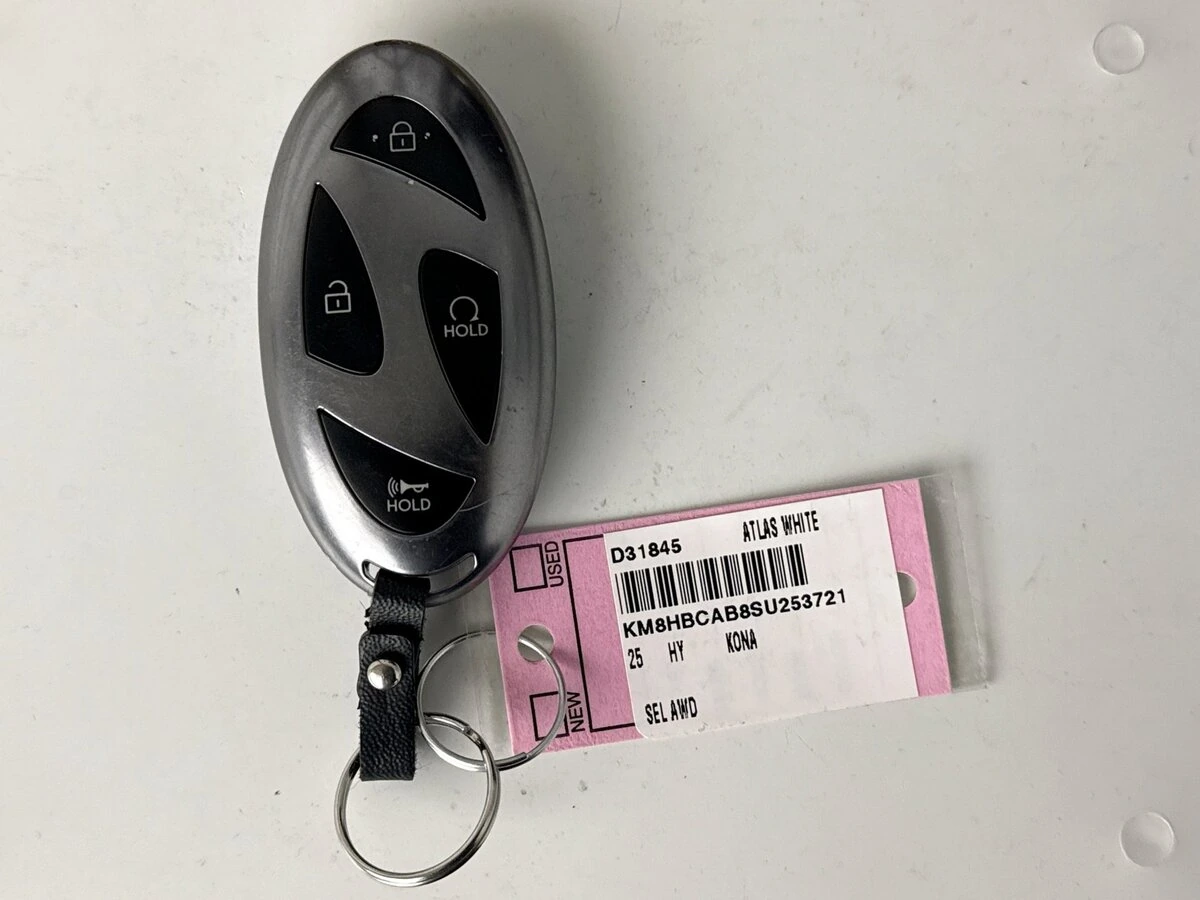 HOLD
HOLD
USED
NEW
D31845 ATLAS WHITE
KM8HBCAB8SU253721
25 HY KONA
SEL AWD